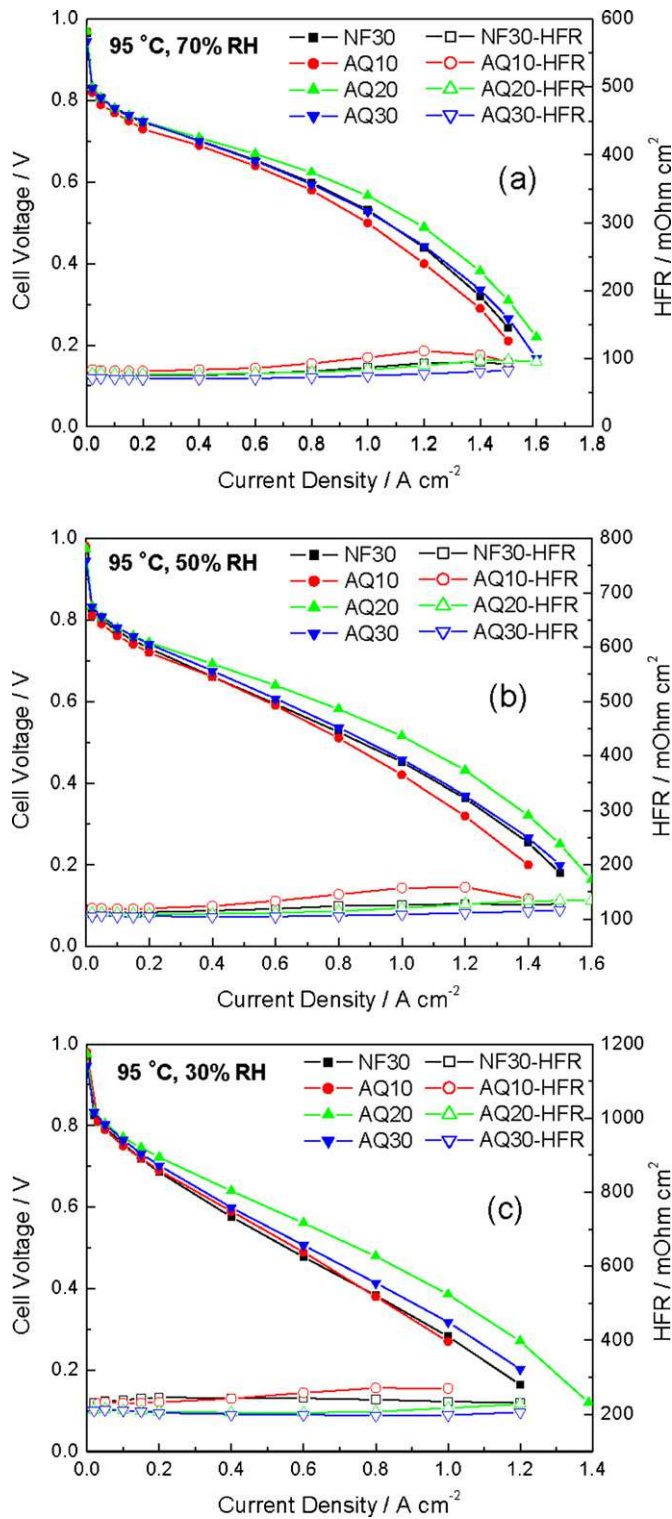 95 °C, 70% RH
NF30
NF30-HFR
AQ10
AQ10-HFR
AQ20
AQ20-HFR
AQ30
AQ30-HFR
(a)
Cell Voltage / V
1.0
0.8
0.6
0.4
0.2
0.0
HFR / mOhm cm²
600
500
400
300
200
100
0
0.0 0.2 0.4 0.6 0.8 1.0 1.2 1.4 1.6 1.8
Current Density / A cm⁻²
95 °C, 50% RH
NF30
NF30-HFR
AQ10
AQ10-HFR
AQ20
AQ20-HFR
AQ30
AQ30-HFR
(b)
Cell Voltage / V
1.0
0.8
0.6
0.4
0.2
0.0
HFR / mOhm cm²
800
700
600
500
400
300
200
100
0.0 0.2 0.4 0.6 0.8 1.0 1.2 1.4 1.6
Current Density / A cm⁻²
95 °C, 30% RH
NF30
NF30-HFR
AQ10
AQ10-HFR
AQ20
AQ20-HFR
AQ30
AQ30-HFR
(c)
Cell Voltage / V
1.0
0.8
0.6
0.4
0.2
0.0
HFR / mOhm cm²
1200
1000
800
600
400
200
0.0 0.2 0.4 0.6 0.8 1.0 1.2 1.4
Current Density / A cm⁻²